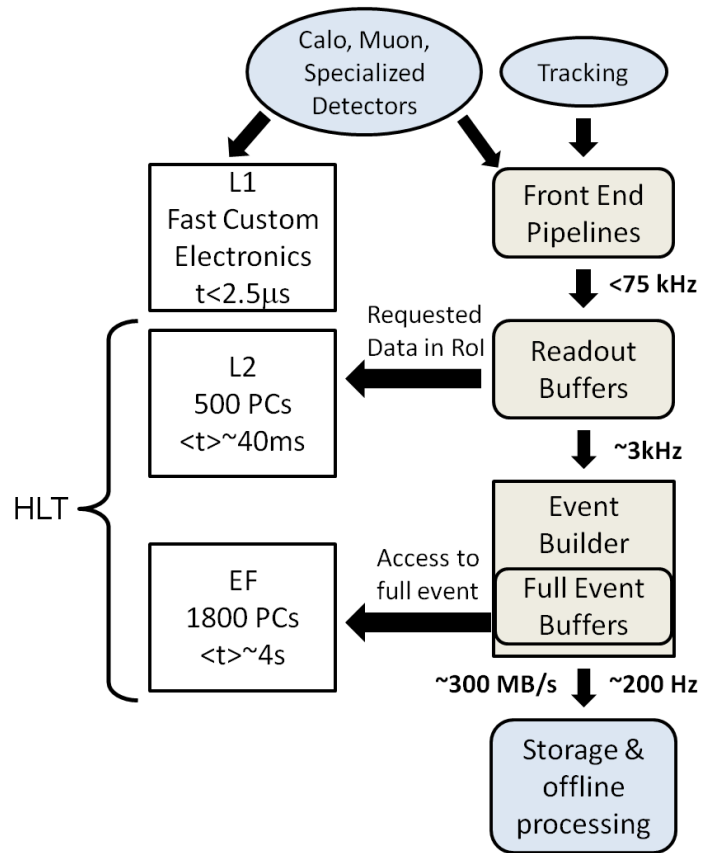 Calo, Muon,
Specialized
Detectors
Tracking
L1
Fast Custom
Electronics
t<2.5μs
Front End
Pipelines
<75 kHz
Requested
Data in RoI
L2
500 PCs
<t>~40ms
Readout
Buffers
~3kHz
HLT
Event
Builder
Full Event
Buffers
Access to
full event
EF
1800 PCs
<t>~4s
~300 MB/s ~200 Hz
Storage &
offline
processing